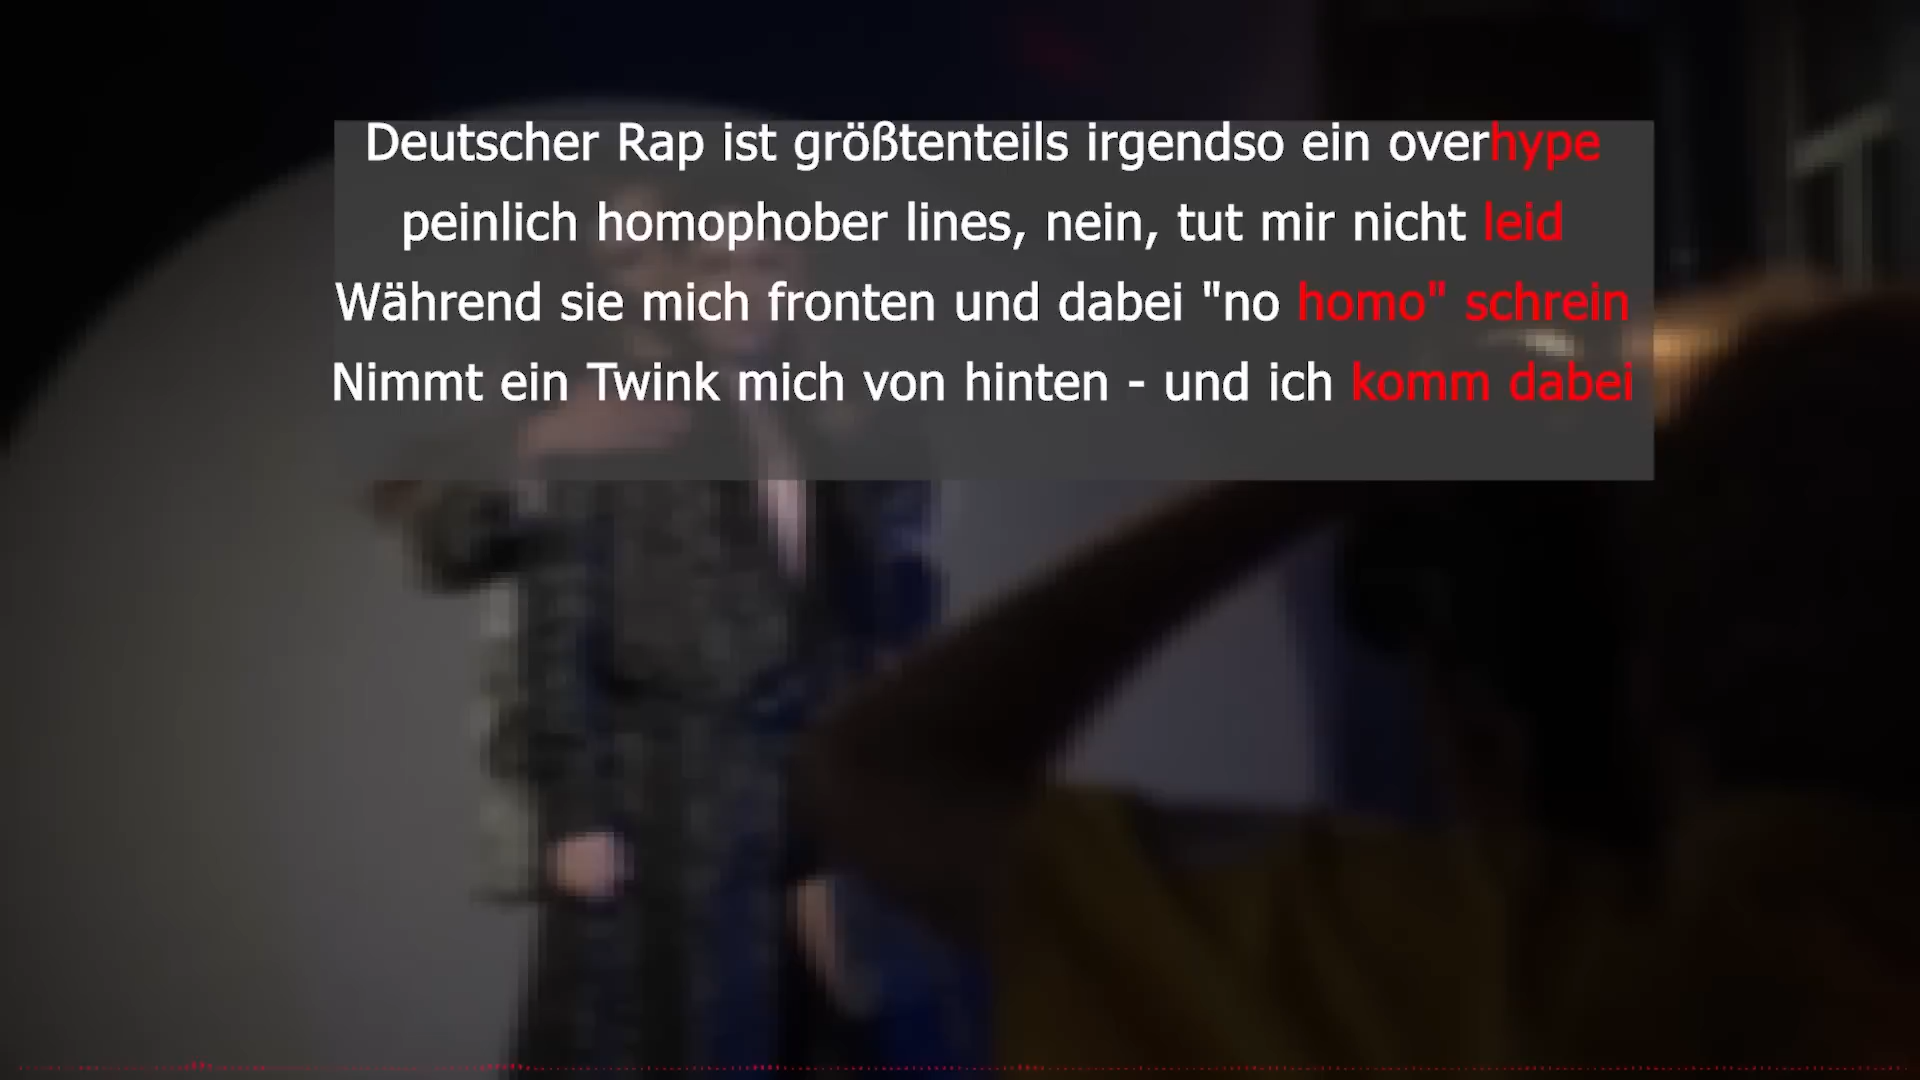 Deutscher Rap ist größtenteils irgendso ein overhype
peinlich homophober lines, nein, tut mir nicht leid
Während sie mich fronten und dabei "no homo" schrein
Nimmt ein Twink mich von hinten - und ich komm dabei